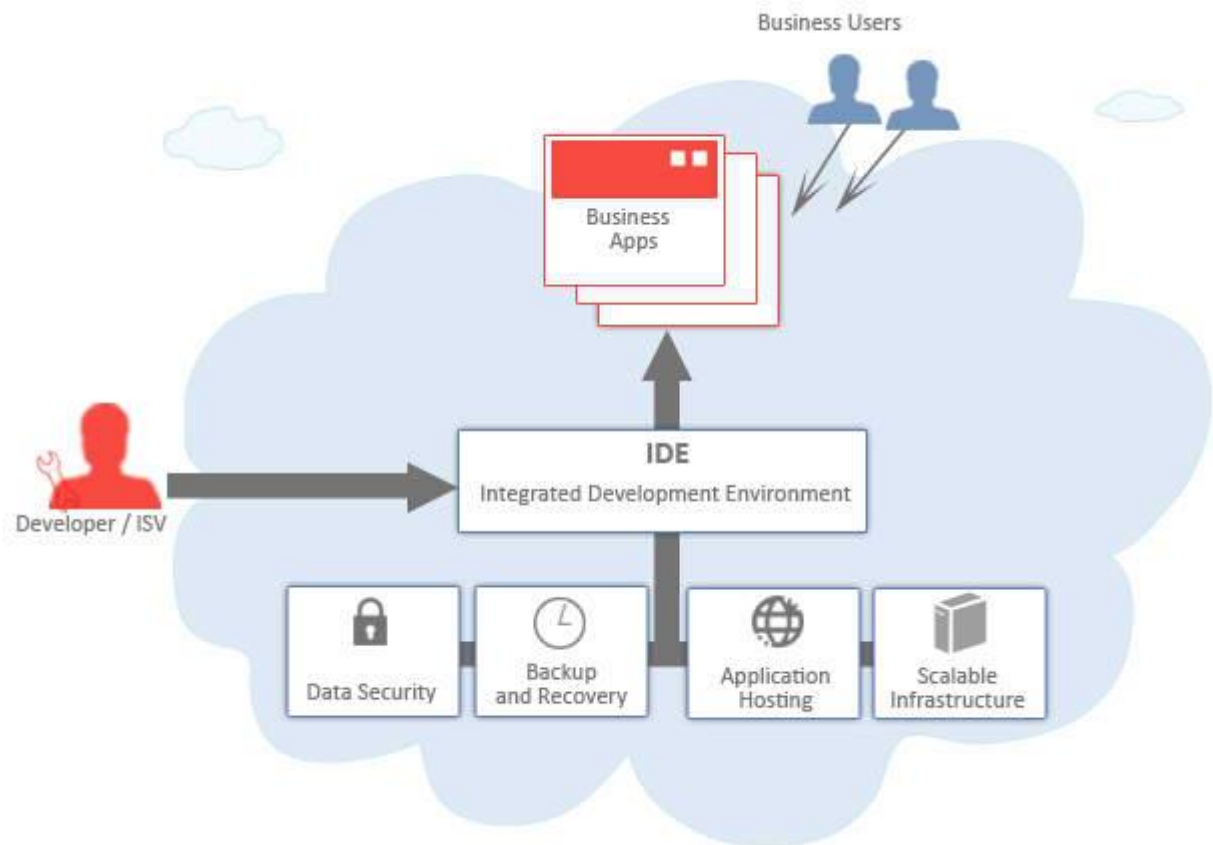 Business Users
Business
Apps
IDE
Integrated Development Environment
Developer / ISV
Data Security
Backup
and Recovery
Application
Hosting
Scalable
Infrastructure